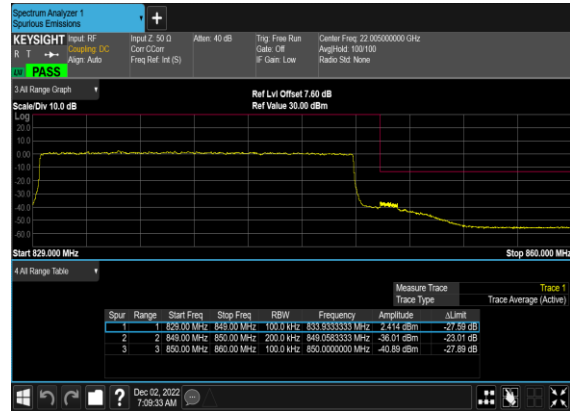 Spectrum Analyzer 1
Spurious Emissions
+
KEYSIGHT Input: RF Input Z: 50 Ω Atten: 40 dB Trig: Free Run Center Freq: 22.005000000 GHz
R T Coupling: DC Corr CCorr Gate: Off Avg|Hold: 100/100
Align: Auto Freq Ref: Int (S) IF Gain: Low Radio Std: None
LW PASS
3 All Range Graph
Ref Lvl Offset 7.60 dB
Scale/Div 10.0 dB Ref Value 30.00 dBm
Log
20.0
10.0
0.00
-10.0
-20.0
-30.0
-40.0
-50.0
-60.0
Start 829.000 MHz Stop 860.000 MHz
4 All Range Table
Measure Trace Trace 1
Trace Type Trace Average (Active)
Spur Range Start Freq Stop Freq RBW Frequency Amplitude ΔLimit
1 1 829.00 MHz 849.00 MHz 100.0 kHz 833.9333333 MHz 2.414 dBm -27.59 dB
2 2 849.00 MHz 850.00 MHz 200.0 kHz 849.0583333 MHz -36.01 dBm -23.01 dB
3 3 850.00 MHz 860.00 MHz 100.0 kHz 850.0000000 MHz -40.89 dBm -27.89 dB
? Dec 02, 2022
7:09:33 AM